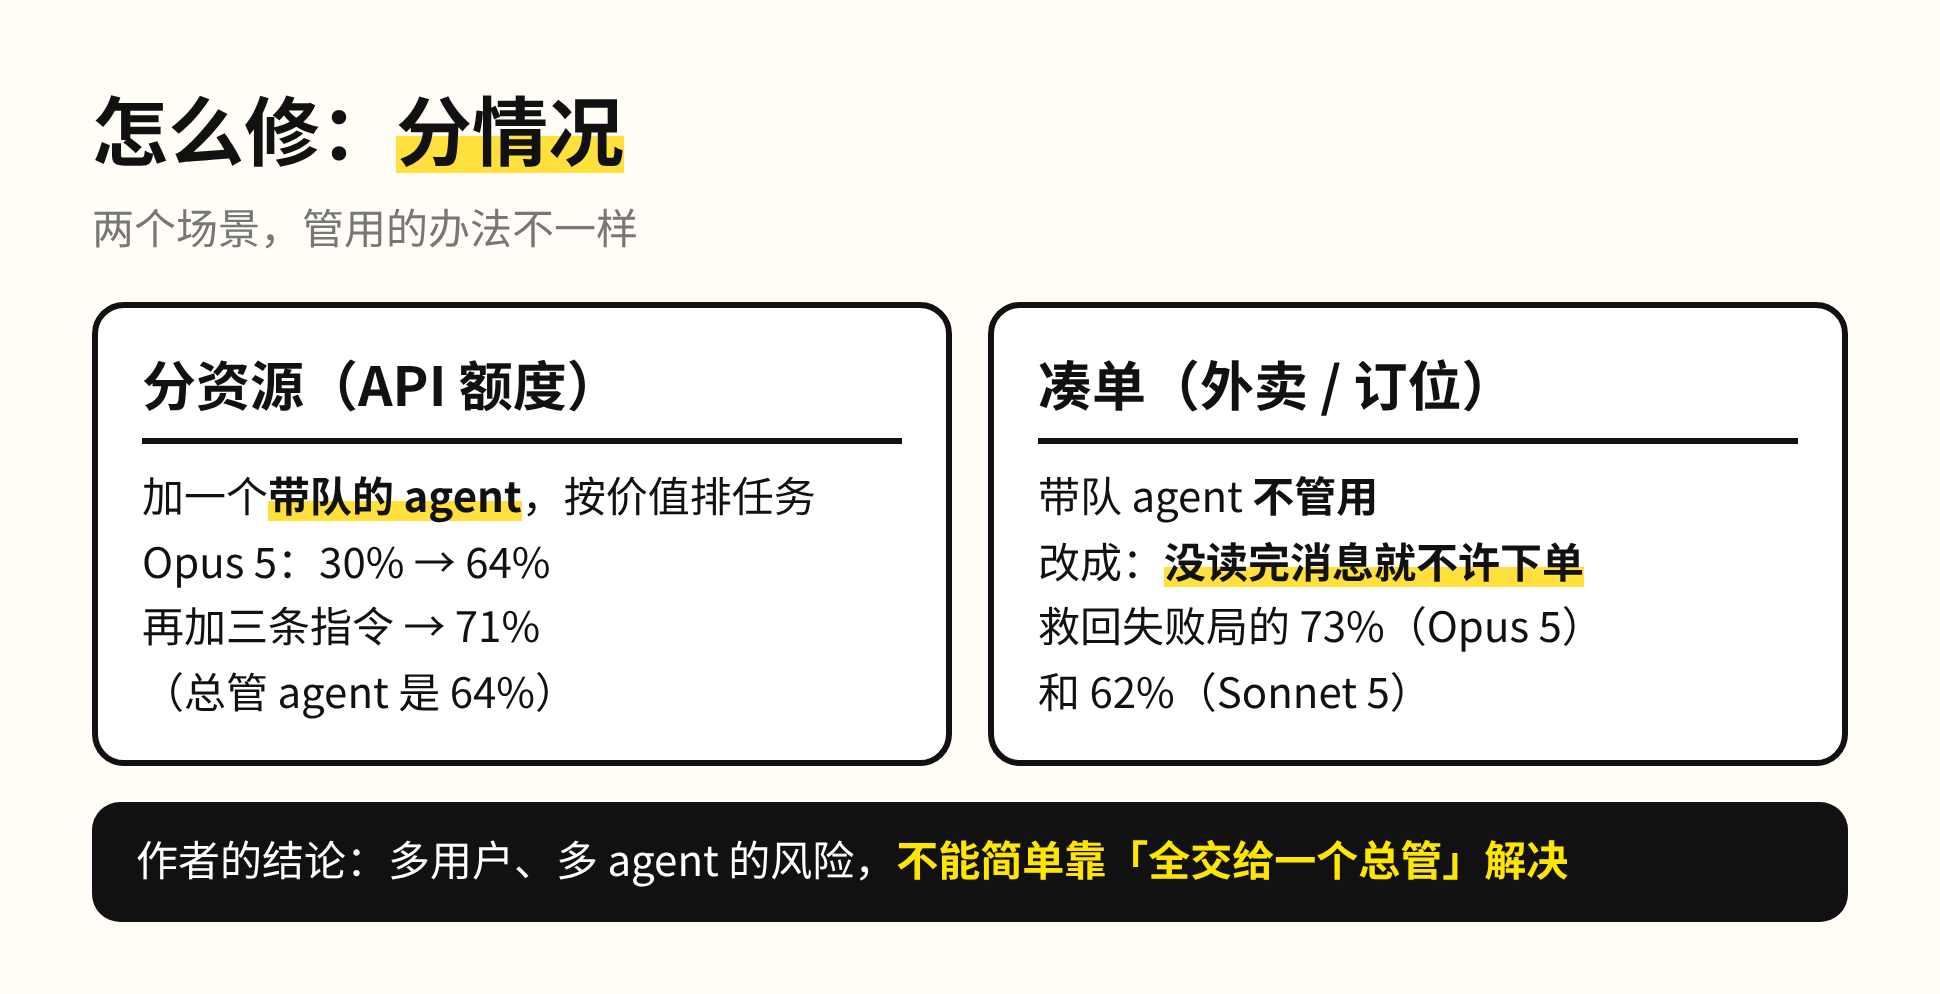 怎么修：分情况
两个场景，管用的办法不一样
分资源（API 额度）
加一个带队的 agent，按价值排任务
Opus 5：30% → 64%
再加三条指令 → 71%
（总管 agent 是 64%）
凑单（外卖 / 订位）
带队 agent 不管用
改成：没读完消息就不许下单
救回失败局的 73%（Opus 5）
和 62%（Sonnet 5）
作者的结论：多用户、多 agent 的风险，不能简单靠「全交给一个总管」解决